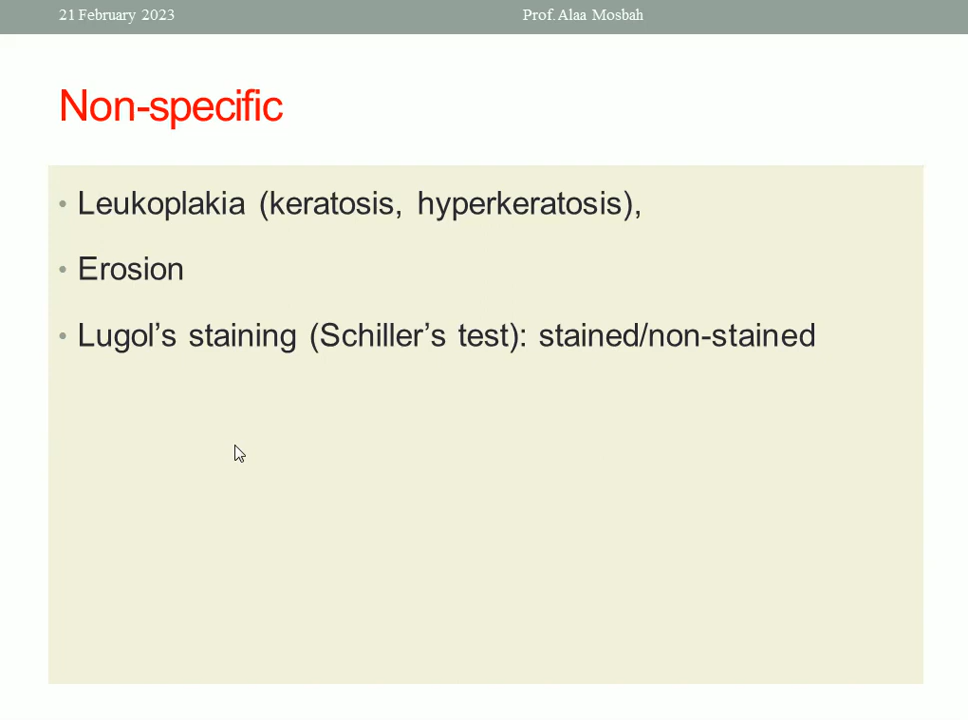 21 February 2023 Prof. Alaa Mosbah
Non-specific
• Leukoplakia (keratosis, hyperkeratosis),
• Erosion
• Lugol’s staining (Schiller’s test): stained/non-stained